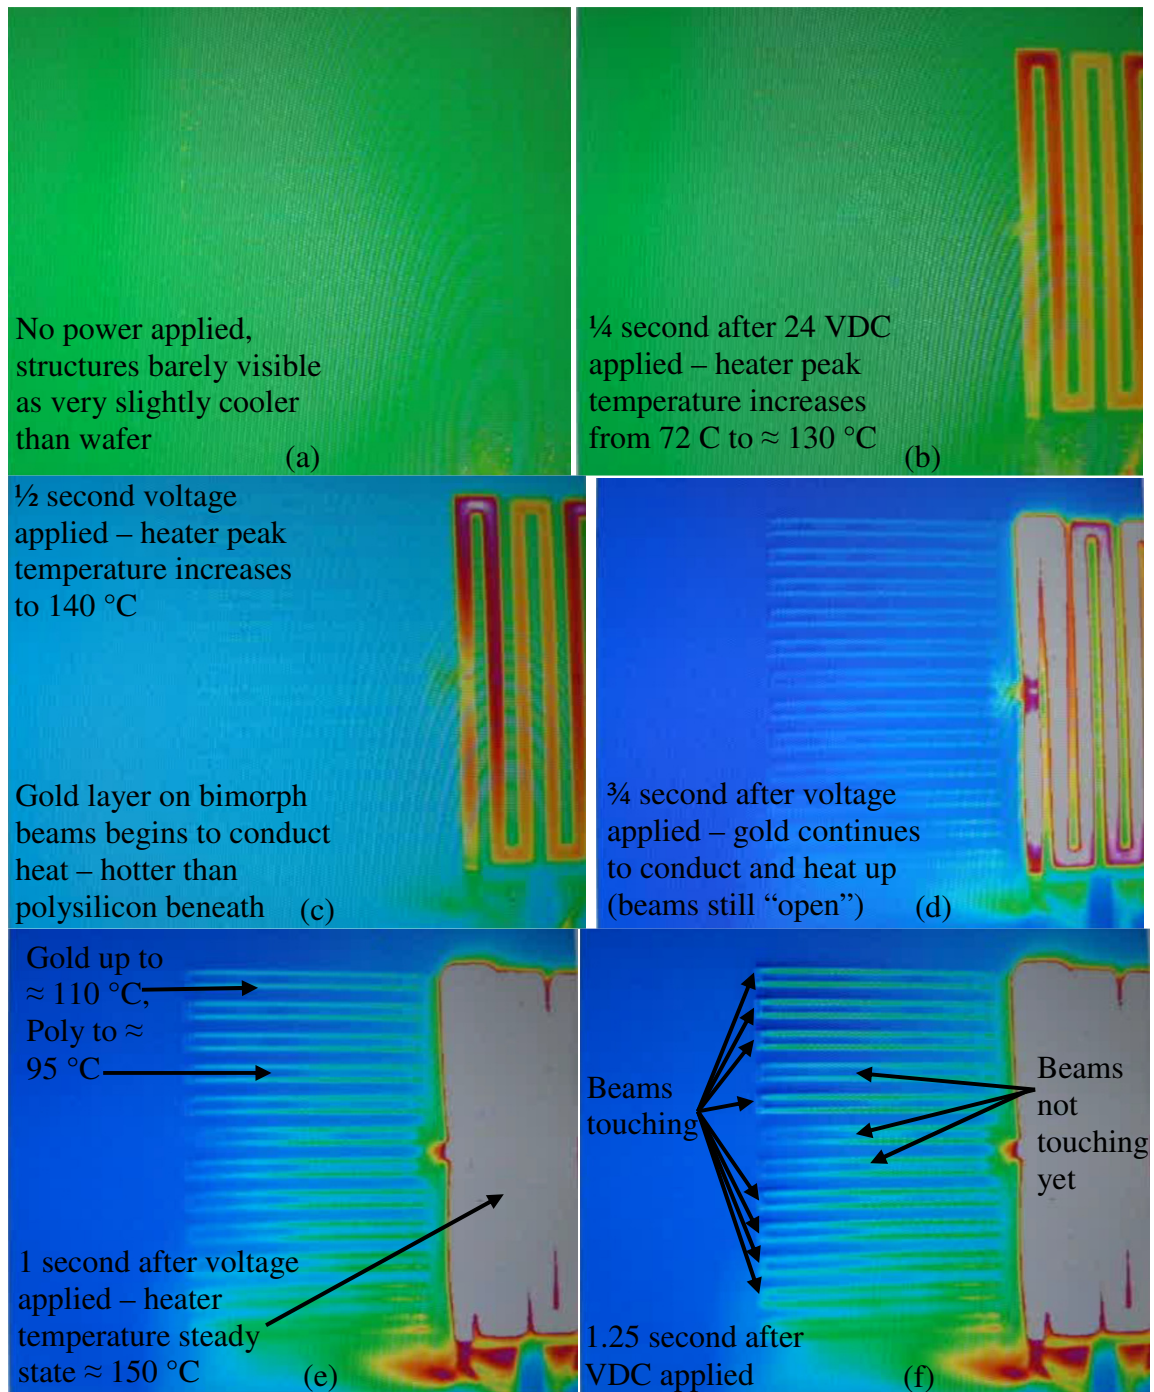 No power applied,
structures barely visible
as very slightly cooler
than wafer
(a)
¼ second after 24 VDC
applied – heater peak
temperature increases
from 72 C to ≈ 130 °C
(b)
½ second voltage
applied – heater peak
temperature increases
to 140 °C
Gold layer on bimorph
beams begins to conduct
heat – hotter than
polysilicon beneath
(c)
¾ second after voltage
applied – gold continues
to conduct and heat up
(beams still “open”)
(d)
Gold up to
≈ 110 °C,
Poly to ≈
95 °C
1 second after voltage
applied – heater
temperature steady
state ≈ 150 °C
(e)
Beams
touching
Beams
not
touching
yet
1.25 second after
VDC applied
(f)